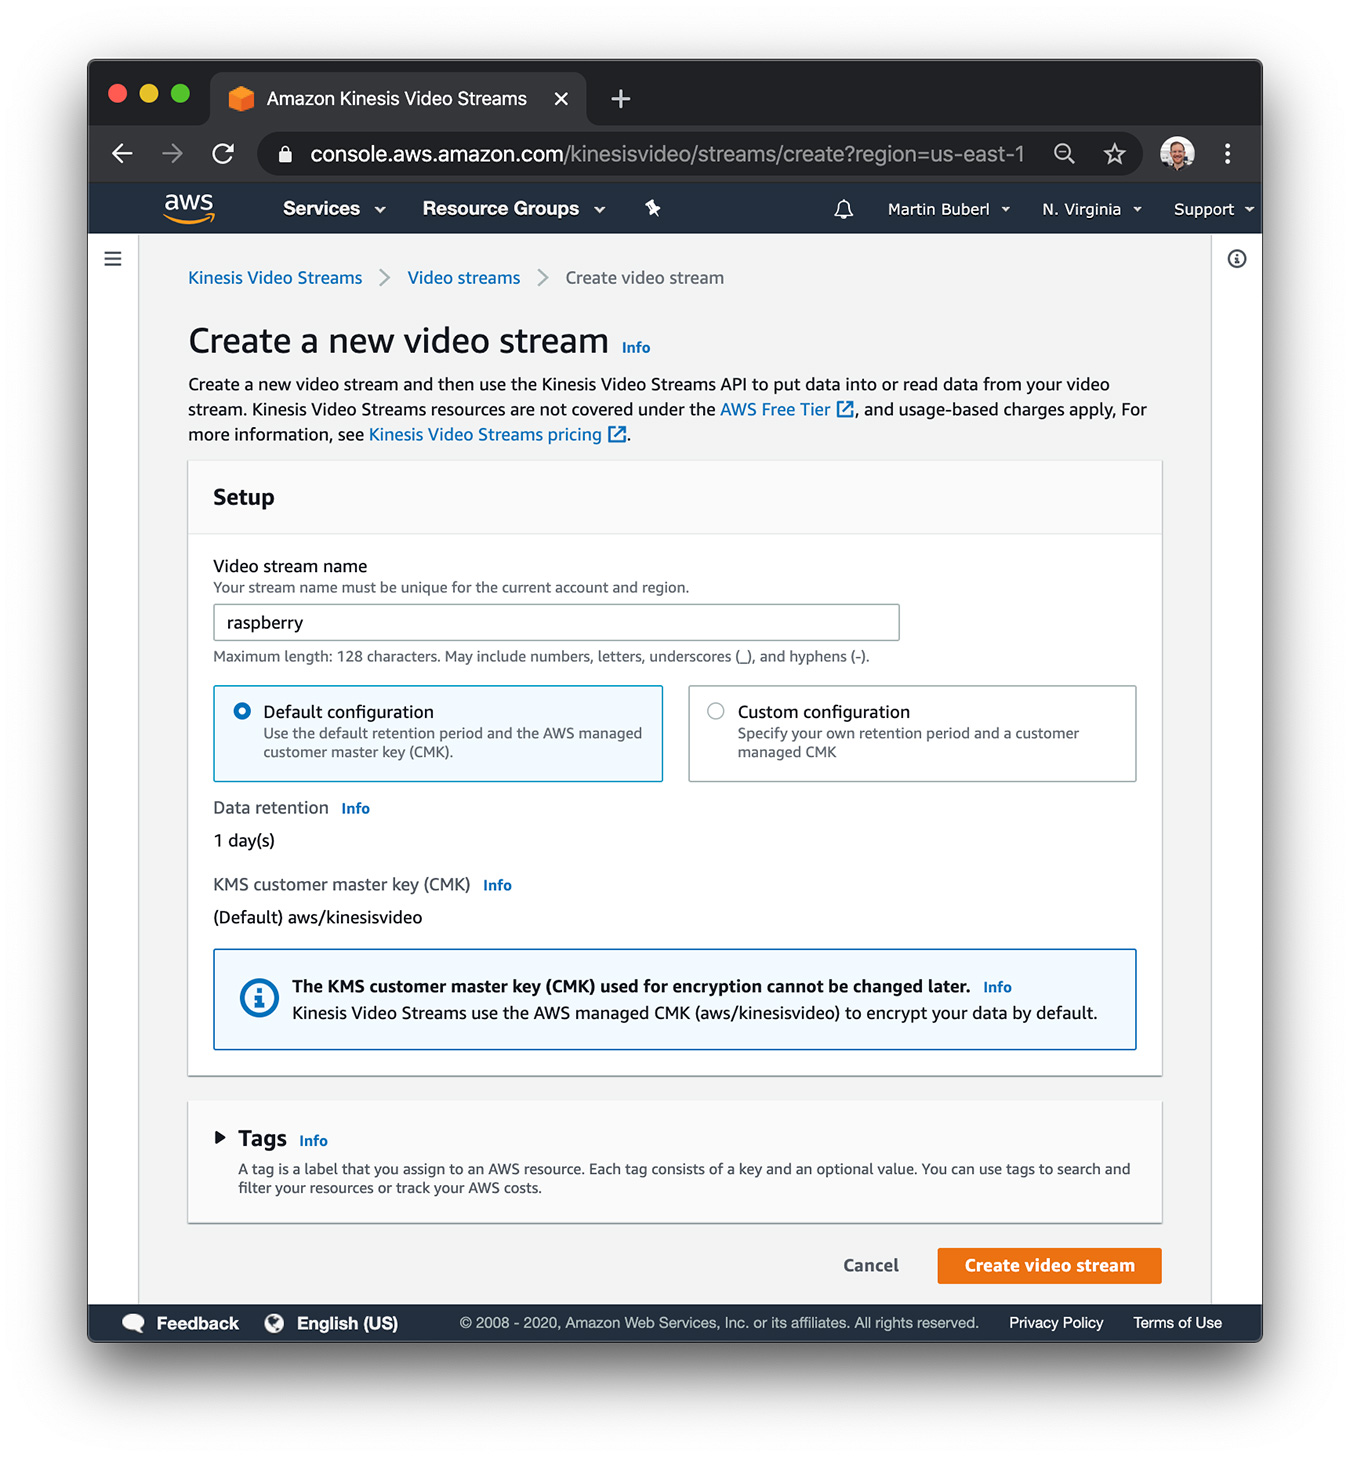 Amazon Kinesis Video Streams
console.aws.amazon.com/kinesisvideo/streams/create?region=us-east-1
aws Services Resource Groups Martin Buberl N. Virginia Support
Kinesis Video Streams > Video streams > Create video stream
Create a new video stream Info
Create a new video stream and then use the Kinesis Video Streams API to put data into or read data from your video
stream. Kinesis Video Streams resources are not covered under the AWS Free Tier, and usage-based charges apply, For
more information, see Kinesis Video Streams pricing.
Setup
Video stream name
Your stream name must be unique for the current account and region.
raspberry
Maximum length: 128 characters. May include numbers, letters, underscores (_), and hyphens (-).
Default configuration
Use the default retention period and the AWS managed
customer master key (CMK).
Custom configuration
Specify your own retention period and a customer
managed CMK
Data retention Info
1 day(s)
KMS customer master key (CMK) Info
(Default) aws/kinesisvideo
The KMS customer master key (CMK) used for encryption cannot be changed later. Info
Kinesis Video Streams use the AWS managed CMK (aws/kinesisvideo) to encrypt your data by default.
Tags Info
A tag is a label that you assign to an AWS resource. Each tag consists of a key and an optional value. You can use tags to search and
filter your resources or track your AWS costs.
Cancel Create video stream
Feedback English (US) © 2008 - 2020, Amazon Web Services, Inc. or its affiliates. All rights reserved. Privacy Policy Terms of Use